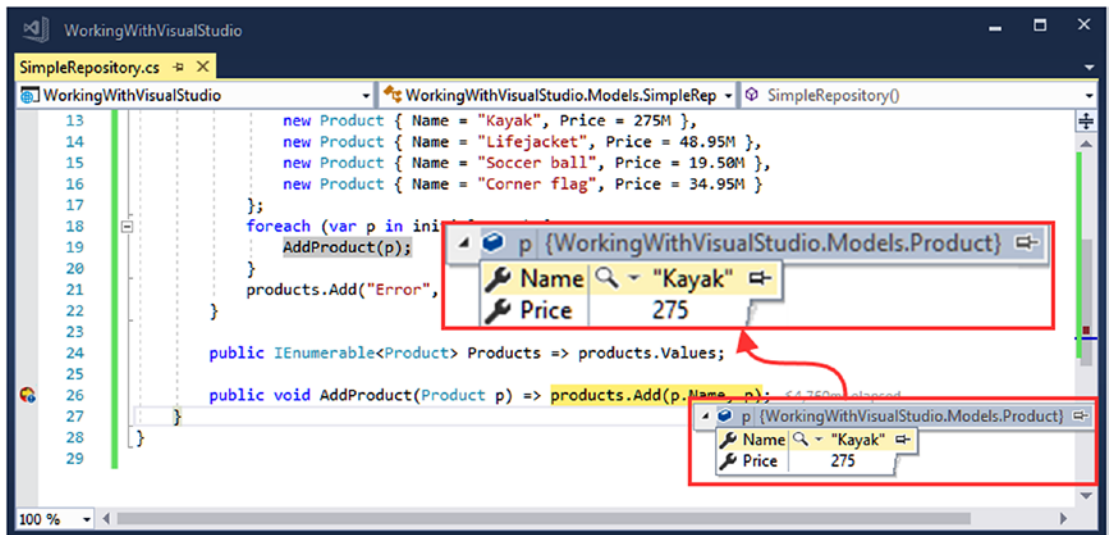 WorkingWithVisualStudio
SimpleRepository.cs
WorkingWithVisualStudio WorkingWithVisualStudio.Models.SimpleRep SimpleRepository()
13 new Product { Name = "Kayak", Price = 275M },
14 new Product { Name = "Lifejacket", Price = 48.95M },
15 new Product { Name = "Soccer ball", Price = 19.50M },
16 new Product { Name = "Corner flag", Price = 34.95M }
17 };
18 foreach (var p in
19 AddProduct(p);
20 }
21 products.Add("Error",
22 }
23
24 public IEnumerable<Product> Products => products.Values;
25
26 public void AddProduct(Product p) => products.Add(p.Name, p);
27 }
28 }
29
p {WorkingWithVisualStudio.Models.Product}
Name "Kayak"
Price 275
p {WorkingWithVisualStudio.Models.Product}
Name "Kayak"
Price 275
100 %